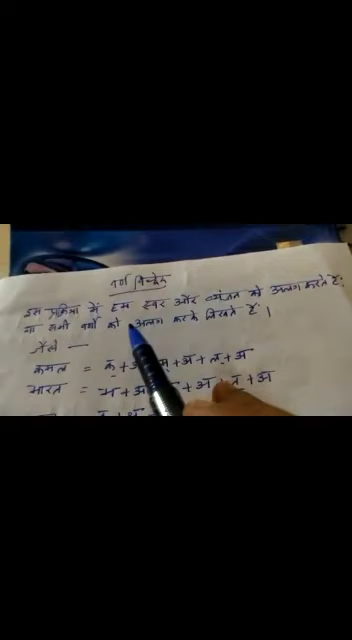 वर्ण विच्छेद
इस प्रक्रिया में हम स्वर और व्यंजन को अलग करते हैं
या सभी वर्णों को अलग करके लिखते हैं।
जैसे —
कमल = क् + अ म् + अ + ल् + अ
भारत = भ् + आ + अ + त् + अ